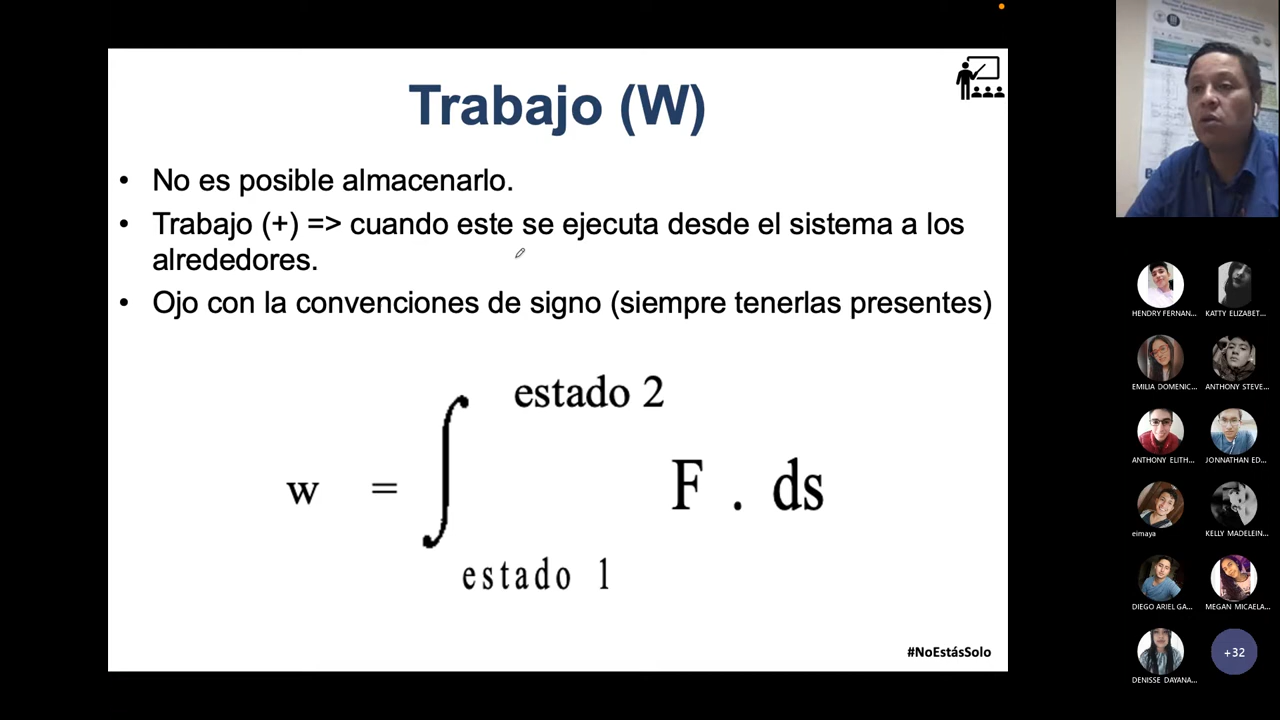 Trabajo (W)
• No es posible almacenarlo.
• Trabajo (+) => cuando este se ejecuta desde el sistema a los
alrededores.
• Ojo con la convenciones de signo (siempre tenerlas presentes)
estado 2
w = ∫ F . ds
estado 1
#NoEstásSolo
HENDRY FERNAN...
KATTY ELIZABET...
EMILIA DOMENIC...
ANTHONY STEVE...
ANTHONY ELITH...
JONNATHAN ED...
eimaya
KELLY MADELEIN...
DIEGO ARIEL GA...
MEGAN MICAELA...
DENISSE DAYANA...
+32